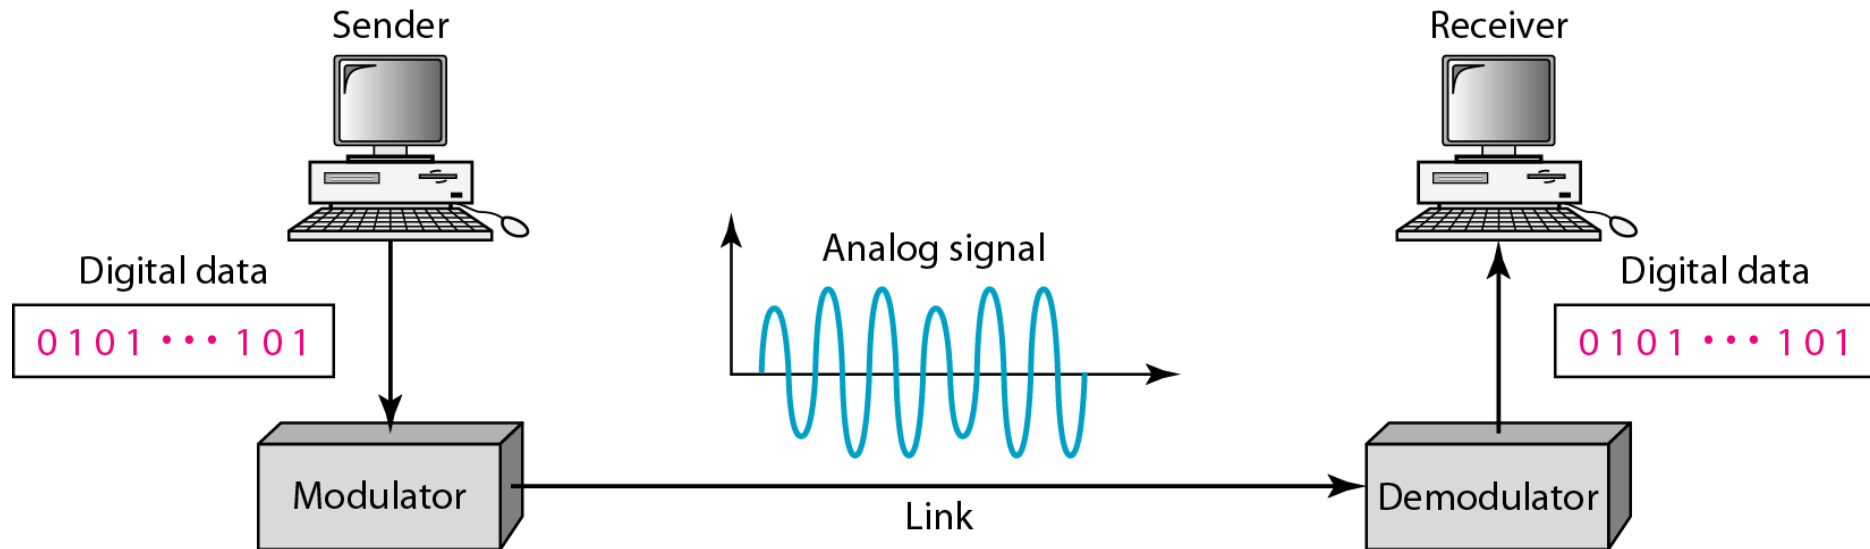 Sender
Receiver
Digital data
0101 ••• 101
Analog signal
Digital data
0101 ••• 101
Modulator
Link
Demodulator